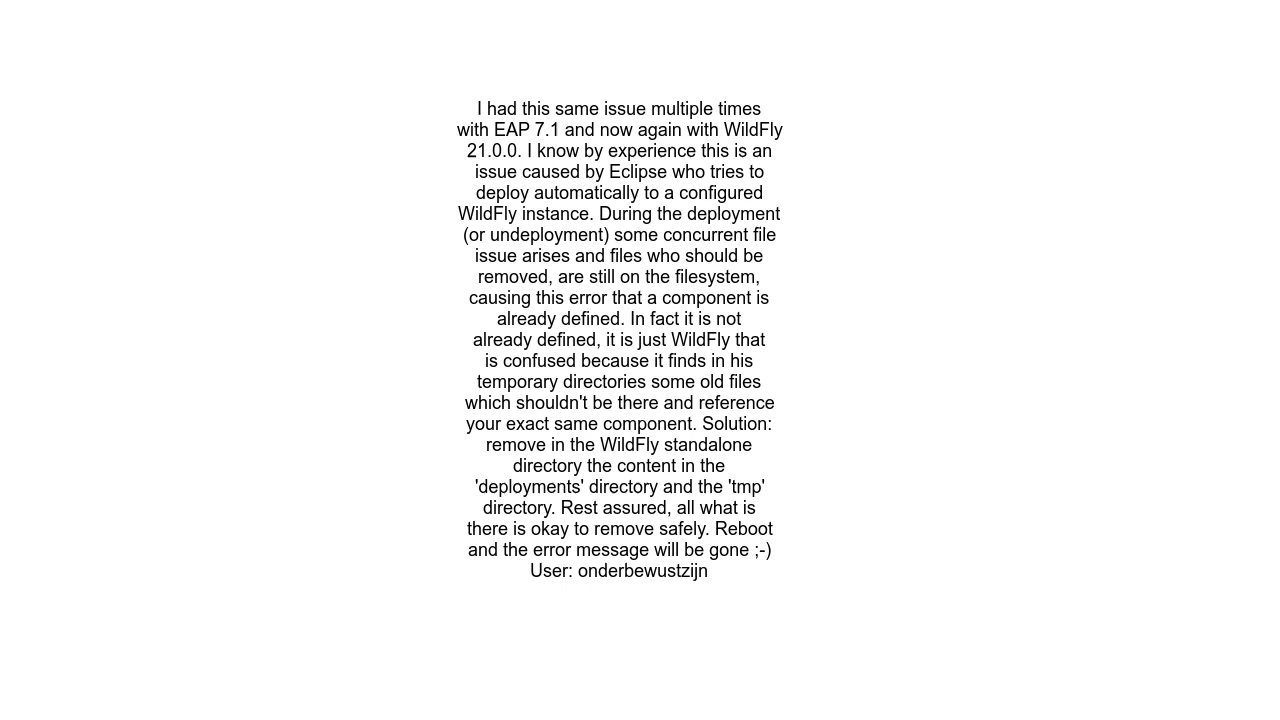 I had this same issue multiple times
with EAP 7.1 and now again with WildFly
21.0.0. I know by experience this is an
issue caused by Eclipse who tries to
deploy automatically to a configured
WildFly instance. During the deployment
(or undeployment) some concurrent file
issue arises and files who should be
removed, are still on the filesystem,
causing this error that a component is
already defined. In fact it is not
already defined, it is just WildFly that
is confused because it finds in his
temporary directories some old files
which shouldn't be there and reference
your exact same component. Solution:
remove in the WildFly standalone
directory the content in the
'deployments' directory and the 'tmp'
directory. Rest assured, all what is
there is okay to remove safely. Reboot
and the error message will be gone ;-)
User: onderbewustzijn